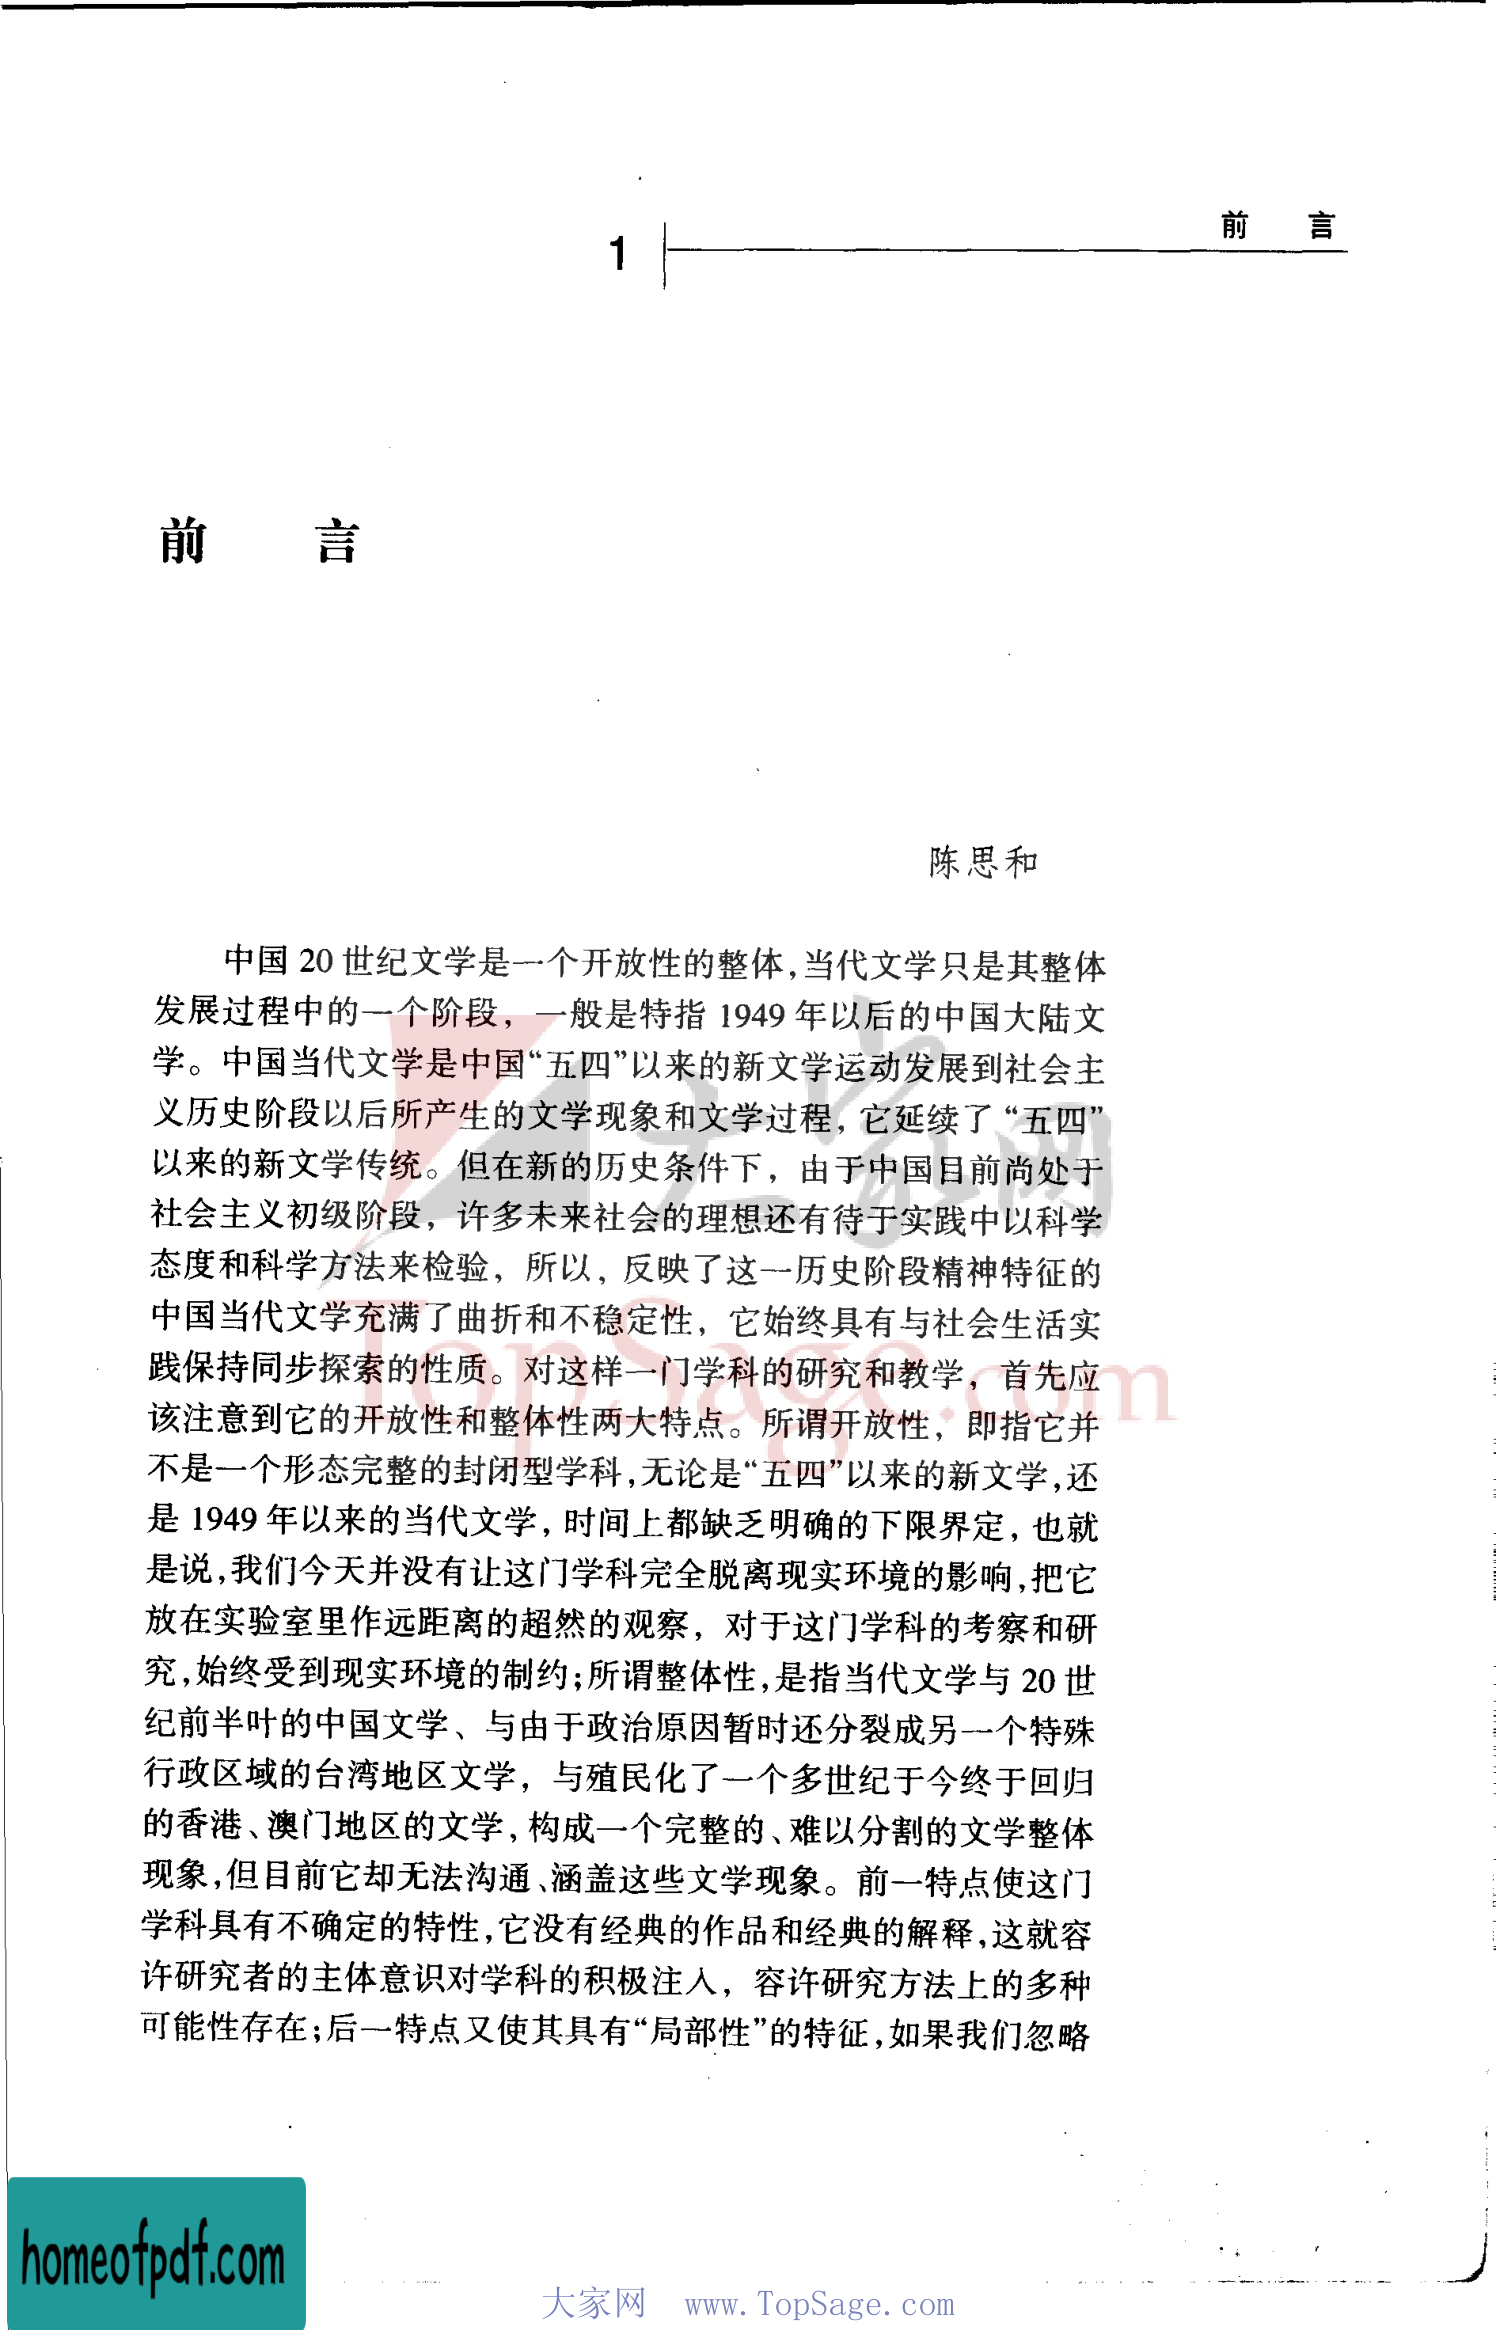 前　言
1
前　言
陈思和
中国 20 世纪文学是一个开放性的整体,当代文学只是其整体
发展过程中的一个阶段，一般是特指 1949 年以后的中国大陆文
学。中国当代文学是中国“五四”以来的新文学运动发展到社会主
义历史阶段以后所产生的文学现象和文学过程，它延续了“五四”
以来的新文学传统。但在新的历史条件下，由于中国目前尚处于
社会主义初级阶段，许多未来社会的理想还有待于实践中以科学
态度和科学方法来检验，所以，反映了这一历史阶段精神特征的
中国当代文学充满了曲折和不稳定性，它始终具有与社会生活实
践保持同步探索的性质。对这样一门学科的研究和教学，首先应
该注意到它的开放性和整体性两大特点。所谓开放性，即指它并
不是一个形态完整的封闭型学科,无论是“五四”以来的新文学,还
是 1949 年以来的当代文学，时间上都缺乏明确的下限界定，也就
是说,我们今天并没有让这门学科完全脱离现实环境的影响,把它
放在实验室里作远距离的超然的观察，对于这门学科的考察和研
究,始终受到现实环境的制约;所谓整体性,是指当代文学与 20 世
纪前半叶的中国文学、与由于政治原因暂时还分裂成另一个特殊
行政区域的台湾地区文学，与殖民化了一个多世纪于今终于回归
的香港、澳门地区的文学,构成一个完整的、难以分割的文学整体
现象,但目前它却无法沟通、涵盖这些文学现象。前一特点使这门
学科具有不确定的特性,它没有经典的作品和经典的解释,这就容
许研究者的主体意识对学科的积极注入，容许研究方法上的多种
可能性存在;后一特点又使其具有“局部性”的特征,如果我们忽略
大家网
TopSage.com
homeofpdf.com
大家网 www.TopSage.com